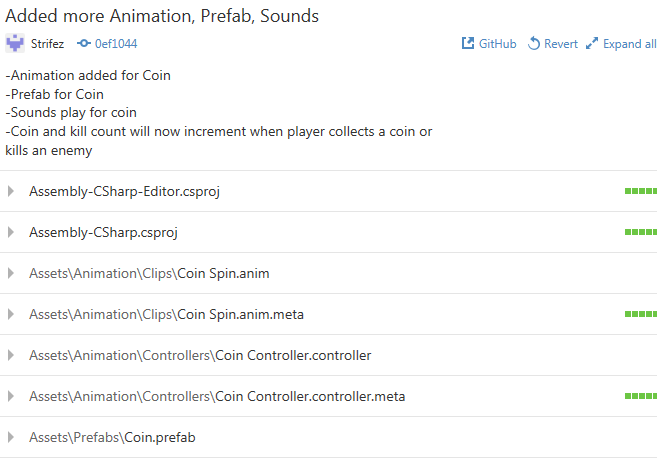 Added more Animation, Prefab, Sounds
Strifez 0ef1044 GitHub Revert Expand all
-Animation added for Coin
-Prefab for Coin
-Sounds play for coin
-Coin and kill count will now increment when player collects a coin or
kills an enemy
Assembly-CSharp-Editor.csproj
Assembly-CSharp.csproj
Assets\Animation\Clips\Coin Spin.anim
Assets\Animation\Clips\Coin Spin.anim.meta
Assets\Animation\Controllers\Coin Controller.controller
Assets\Animation\Controllers\Coin Controller.controller.meta
Assets\Prefabs\Coin.prefab